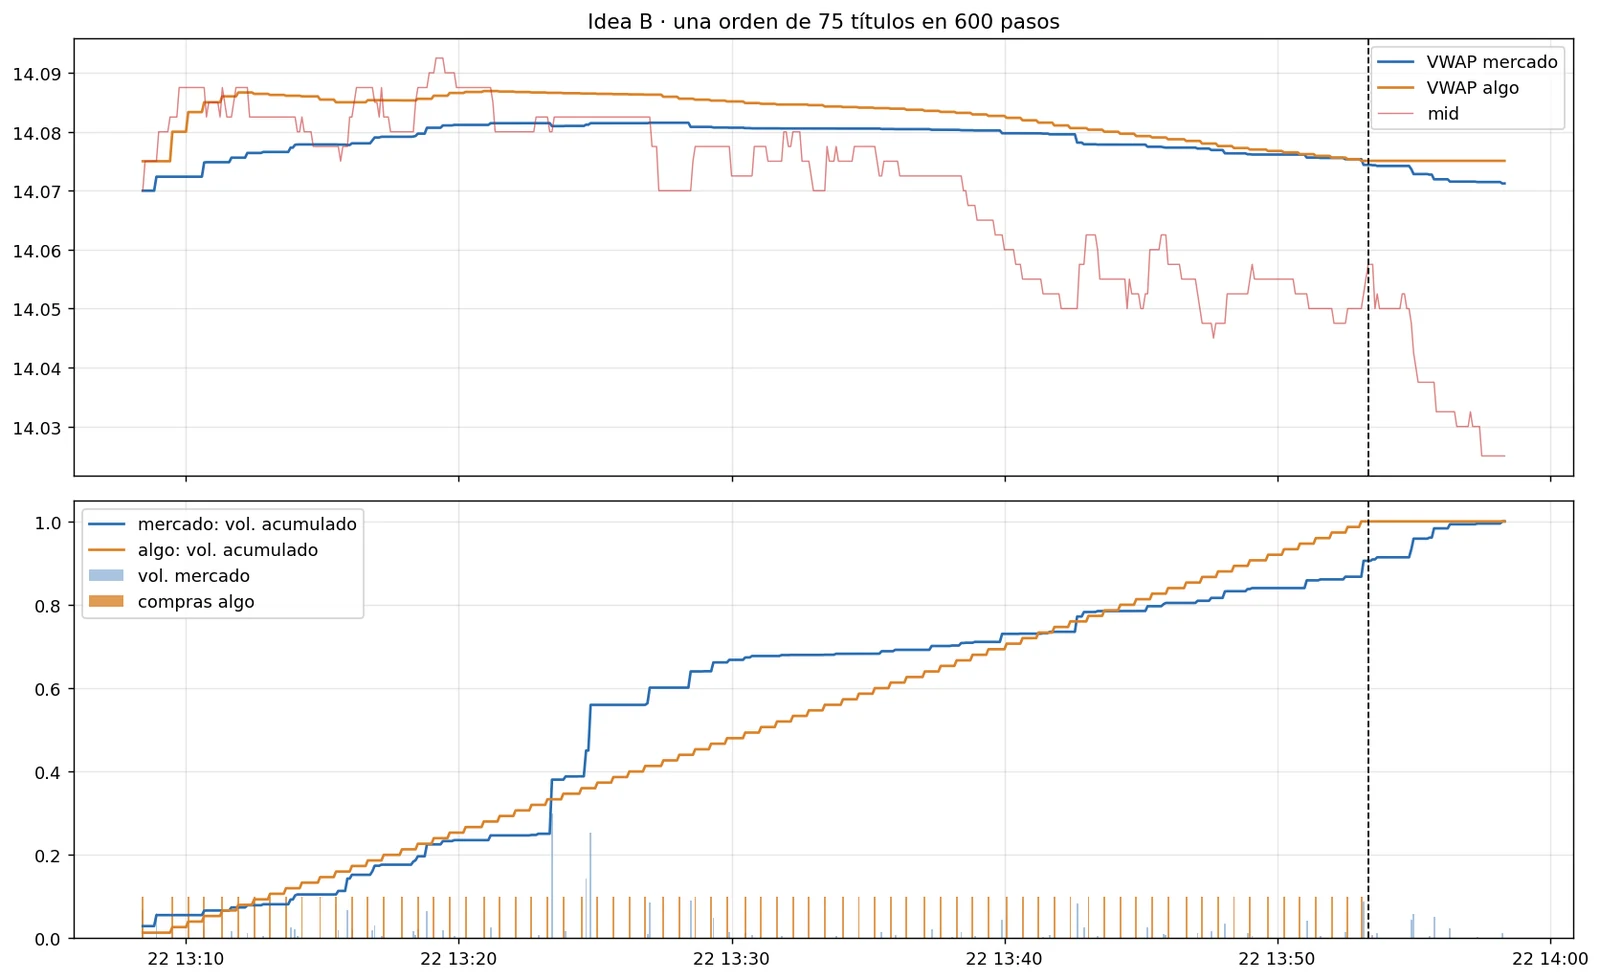 Idea B · una orden de 75 títulos en 600 pasos
14.09
14.08
14.07
14.06
14.05
14.04
14.03
VWAP mercado
VWAP algo
mid
1.0
0.8
0.6
0.4
0.2
0.0
mercado: vol. acumulado
algo: vol. acumulado
vol. mercado
compras algo
22 13:10
22 13:20
22 13:30
22 13:40
22 13:50
22 14:00